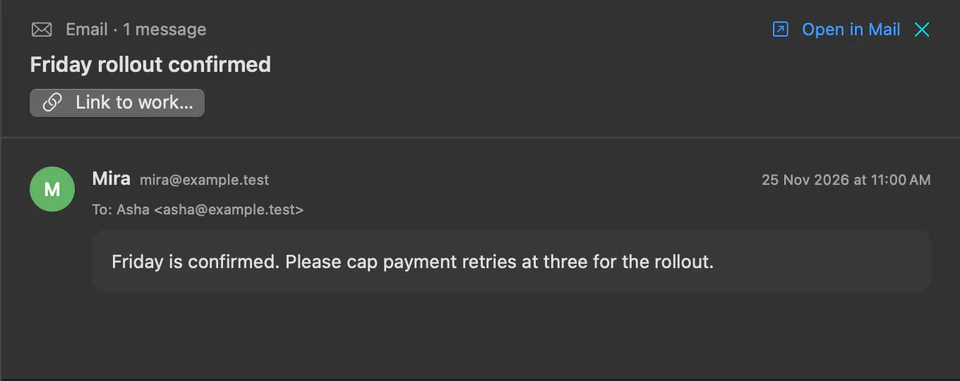 Email · 1 message
Open in Mail
Friday rollout confirmed
Link to work...
M
Mira mira@example.test
25 Nov 2026 at 11:00 AM
To: Asha <asha@example.test>
Friday is confirmed. Please cap payment retries at three for the rollout.